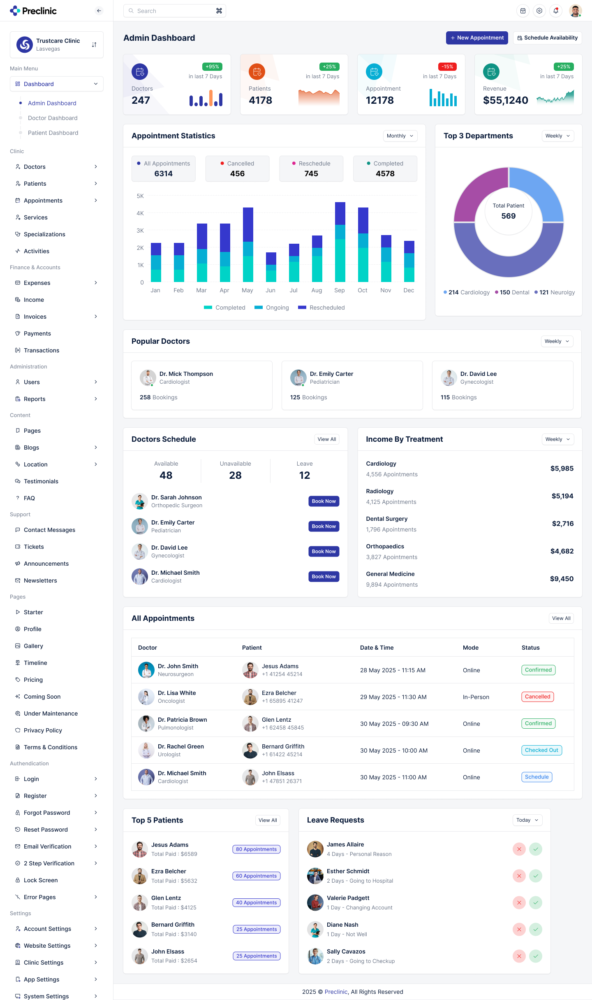 Preclinic
Search
Trustcare Clinic
Lasvegas
Main Menu
Dashboard
Admin Dashboard
Doctor Dashboard
Patient Dashboard
Clinic
Doctors
Patients
Appointments
Services
Specializations
Activities
Finance & Accounts
Expenses
Income
Invoices
Payments
Transactions
Administration
Users
Reports
Content
Pages
Blogs
Location
Testimonials
FAQ
Support
Contact Messages
Tickets
Announcements
Newsletters
Pages
Starter
Profile
Gallery
Timeline
Pricing
Coming Soon
Under Maintenance
Privacy Policy
Terms & Conditions
Authendication
Login
Register
Forgot Password
Reset Password
Email Verification
2 Step Verification
Lock Screen
Error Pages
Settings
Account Settings
Website Settings
Clinic Settings
App Settings
System Settings
Admin Dashboard
New Appointment
Schedule Availability
+95%
in last 7 Days
Doctors
247
+25%
in last 7 Days
Patients
4178
-15%
in last 7 Days
Appointment
12178
+25%
in last 7 Days
Revenue
$55,1240
Appointment Statistics
Monthly
All Appointments
6314
Cancelled
456
Reschedule
745
Completed
4578
5K
4K
3K
2K
1K
0
Jan Feb Mar Apr May Jun Jul Aug Sep Oct Nov Dec
Completed Ongoing Rescheduled
Top 3 Departments
Weekly
Total Patient
569
214 Cardiology 150 Dental 121 Neurolgy
Popular Doctors
Weekly
Dr. Mick Thompson
Cardiologist
258 Bookings
Dr. Emily Carter
Pediatrician
125 Bookings
Dr. David Lee
Gynecologist
115 Bookings
Doctors Schedule
View All
Available
48
Unavailable
28
Leave
12
Dr. Sarah Johnson
Orthopedic Surgeon
Book Now
Dr. Emily Carter
Pediatrician
Book Now
Dr. David Lee
Gynecologist
Book Now
Dr. Michael Smith
Cardiologist
Book Now
Income By Treatment
Weekly
Cardiology
4,556 Apointments
$5,985
Radiology
4,125 Apointments
$5,194
Dental Surgery
1,796 Apointments
$2,716
Orthopaedics
3,827 Apointments
$4,682
General Medicine
9,894 Apointments
$9,450
All Appointments
View All
Doctor Patient Date & Time Mode Status
Dr. John Smith
Neurosurgeon
Jesus Adams
+1 41254 45214
28 May 2025 - 11:15 AM
Online
Confirmed
Dr. Lisa White
Oncologist
Ezra Belcher
+1 65895 41247
29 May 2025 - 11:30 AM
In-Person
Cancelled
Dr. Patricia Brown
Pulmonologist
Glen Lentz
+1 62458 45845
30 May 2025 - 09:30 AM
Online
Confirmed
Dr. Rachel Green
Urologist
Bernard Griffith
+1 61422 45214
30 May 2025 - 10:00 AM
Online
Checked Out
Dr. Michael Smith
Cardiologist
John Elsass
+1 47851 26371
30 May 2025 - 11:00 AM
Online
Schedule
Top 5 Patients
View All
Jesus Adams
Total Paid : $6589
80 Appointments
Ezra Belcher
Total Paid : $5632
60 Appointments
Glen Lentz
Total Paid : $4125
40 Appointments
Bernard Griffith
Total Paid : $3140
25 Appointments
John Elsass
Total Paid : $2654
25 Appointments
Leave Requests
Today
James Allaire
4 Days - Personal Reason
Esther Schmidt
2 Days - Going to Hospital
Valerie Padgett
1 Day - Changing Account
Diane Nash
1 Day - Not Well
Sally Cavazos
2 Days - Going to Checkup
2025 © Preclinic, All Rights Reserved